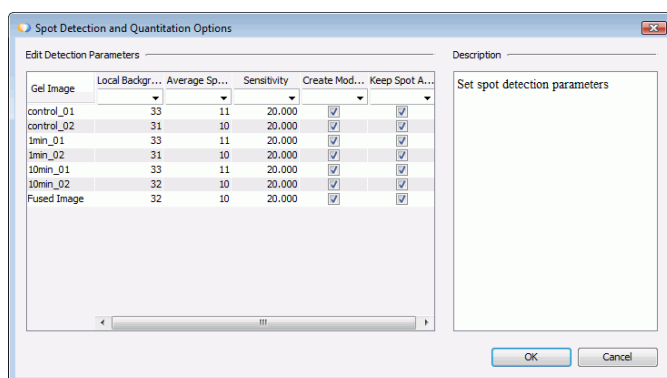 Spot Detection and Quantitation Options
Edit Detection Parameters
Description
Gel Image Local Backgr... Average Sp... Sensitivity Create Mod... Keep Spot A...
control_01 33 11 20.000
control_02 31 10 20.000
1min_01 33 11 20.000
1min_02 31 10 20.000
10min_01 33 11 20.000
10min_02 32 10 20.000
Fused Image 32 10 20.000
Set spot detection parameters
OK Cancel